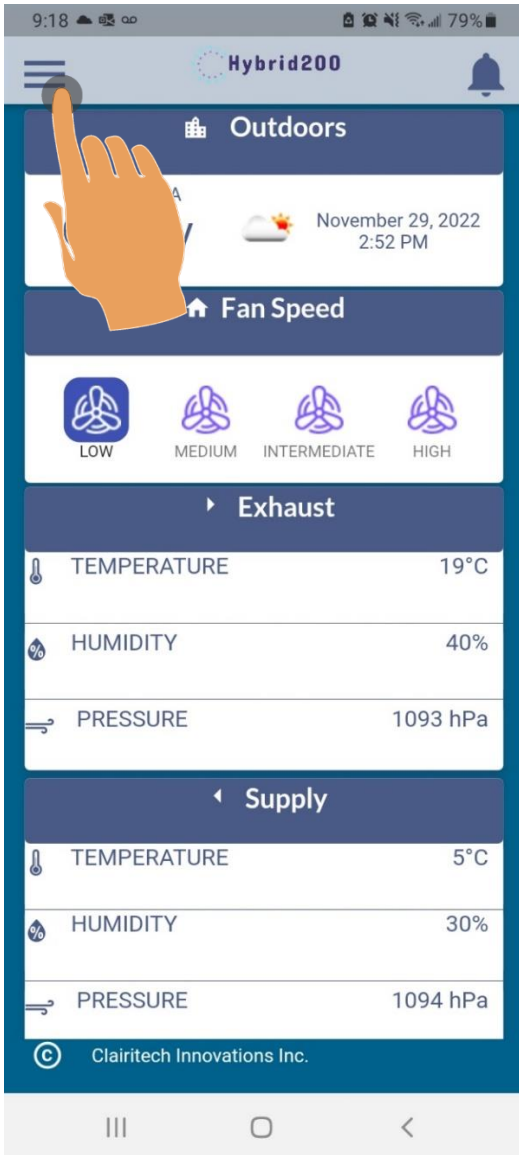 9:18 79%
Hybrid200
Outdoors
A
November 29, 2022
2:52 PM
Fan Speed
LOW MEDIUM INTERMEDIATE HIGH
Exhaust
TEMPERATURE 19°C
% HUMIDITY 40%
PRESSURE 1093 hPa
Supply
TEMPERATURE 5°C
% HUMIDITY 30%
PRESSURE 1094 hPa
© Clairitech Innovations Inc.